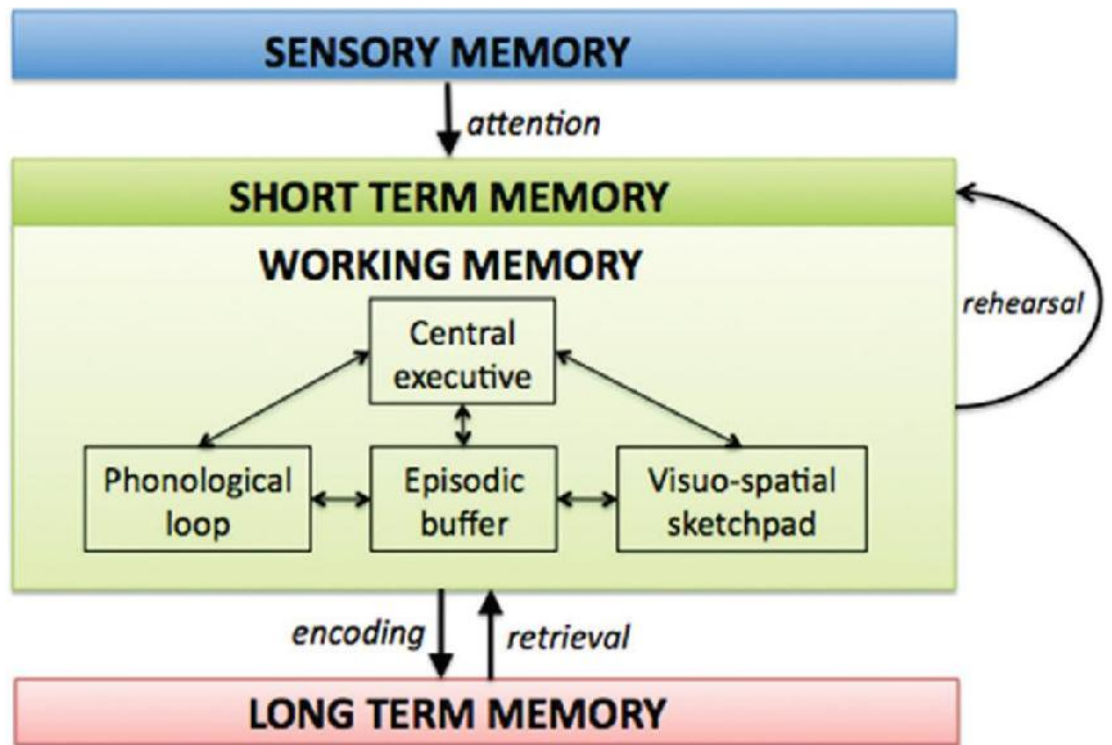 SENSORY MEMORY
attention
SHORT TERM MEMORY
WORKING MEMORY
Central
executive
rehearsal
Phonological
loop
Episodic
buffer
Visuo-spatial
sketchpad
encoding
retrieval
LONG TERM MEMORY